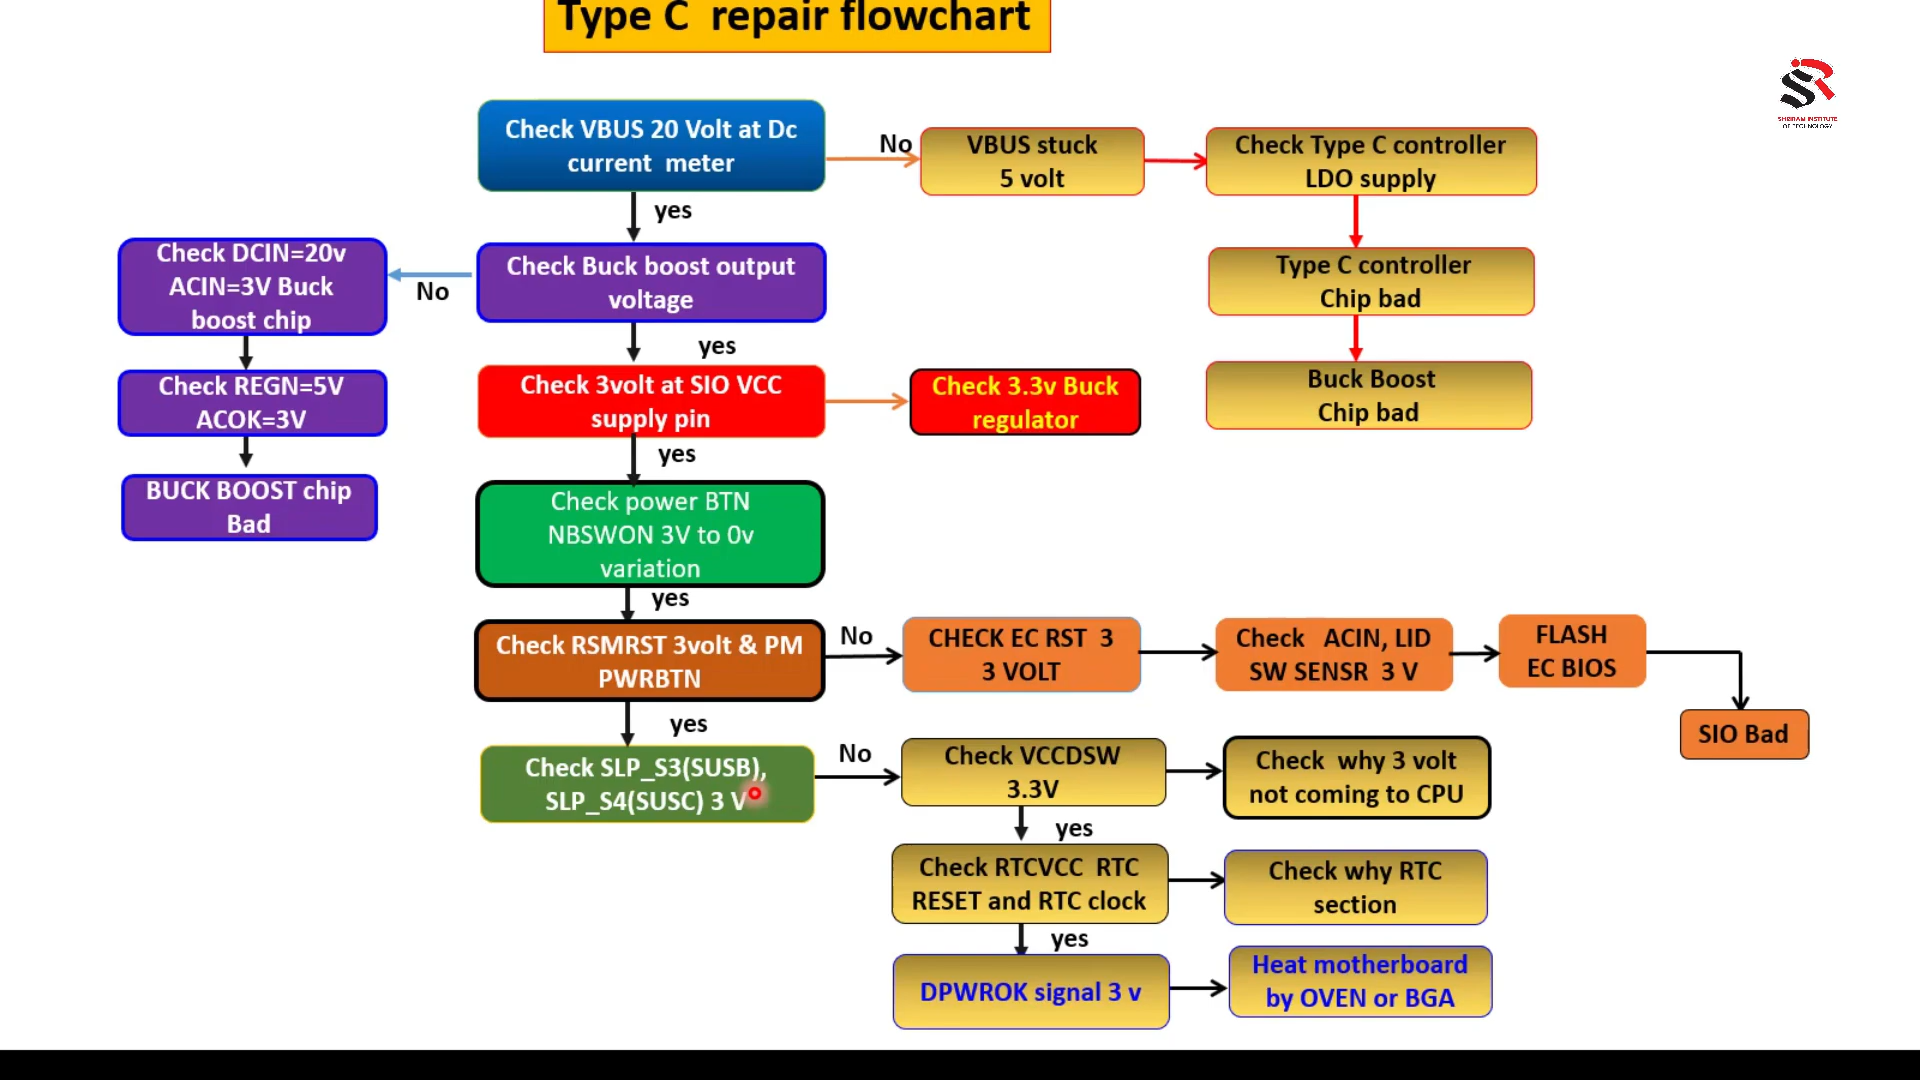 Type C repair flowchart
SHRIRAM INSTITUTE
OF TECHNOLOGY
Check VBUS 20 Volt at Dc
current meter
No
VBUS stuck
5 volt
Check Type C controller
LDO supply
yes
Check DCIN=20v
ACIN=3V Buck
boost chip
No
Check Buck boost output
voltage
Type C controller
Chip bad
yes
Check REGN=5V
ACOK=3V
Check 3volt at SIO VCC
supply pin
Check 3.3v Buck
regulator
Buck Boost
Chip bad
yes
BUCK BOOST chip
Bad
Check power BTN
NBSWON 3V to 0v
variation
yes
Check RSMRST 3volt & PM
PWRBTN
No
CHECK EC RST 3
3 VOLT
Check ACIN, LID
SW SENSR 3 V
FLASH
EC BIOS
SIO Bad
yes
Check SLP_S3(SUSB),
SLP_S4(SUSC) 3 V
No
Check VCCDSW
3.3V
Check why 3 volt
not coming to CPU
yes
Check RTCVCC RTC
RESET and RTC clock
Check why RTC
section
yes
DPWROK signal 3 v
Heat motherboard
by OVEN or BGA